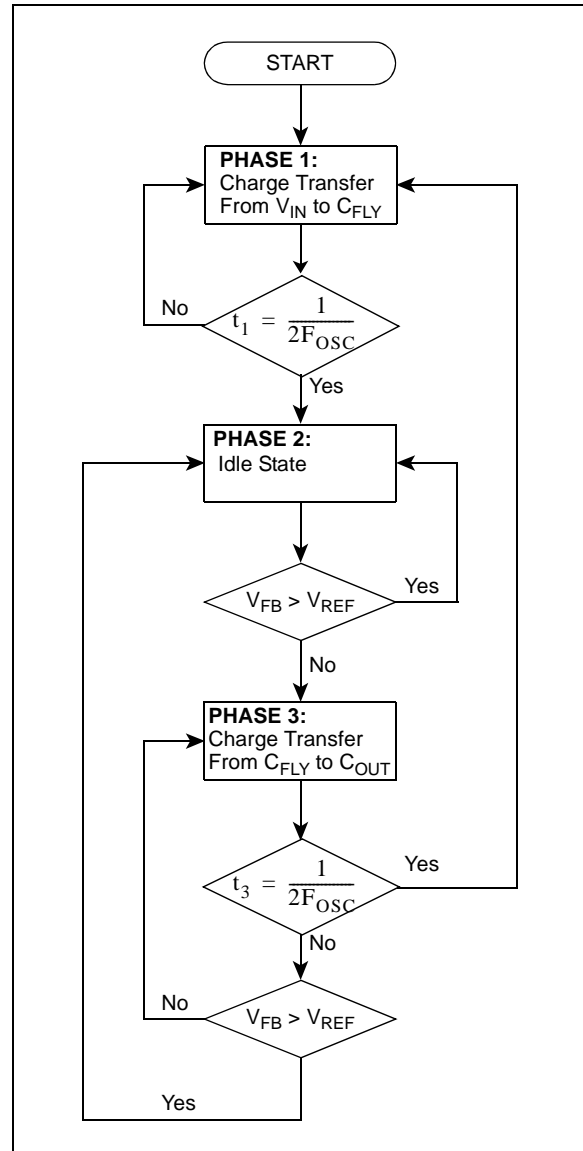 START
PHASE 1:
Charge Transfer
From V_IN to C_FLY
No
t_1 = 1/2F_OSC
Yes
PHASE 2:
Idle State
V_FB > V_REF
Yes
No
PHASE 3:
Charge Transfer
From C_FLY to C_OUT
Yes
t_3 = 1/2F_OSC
No
No
V_FB > V_REF
Yes